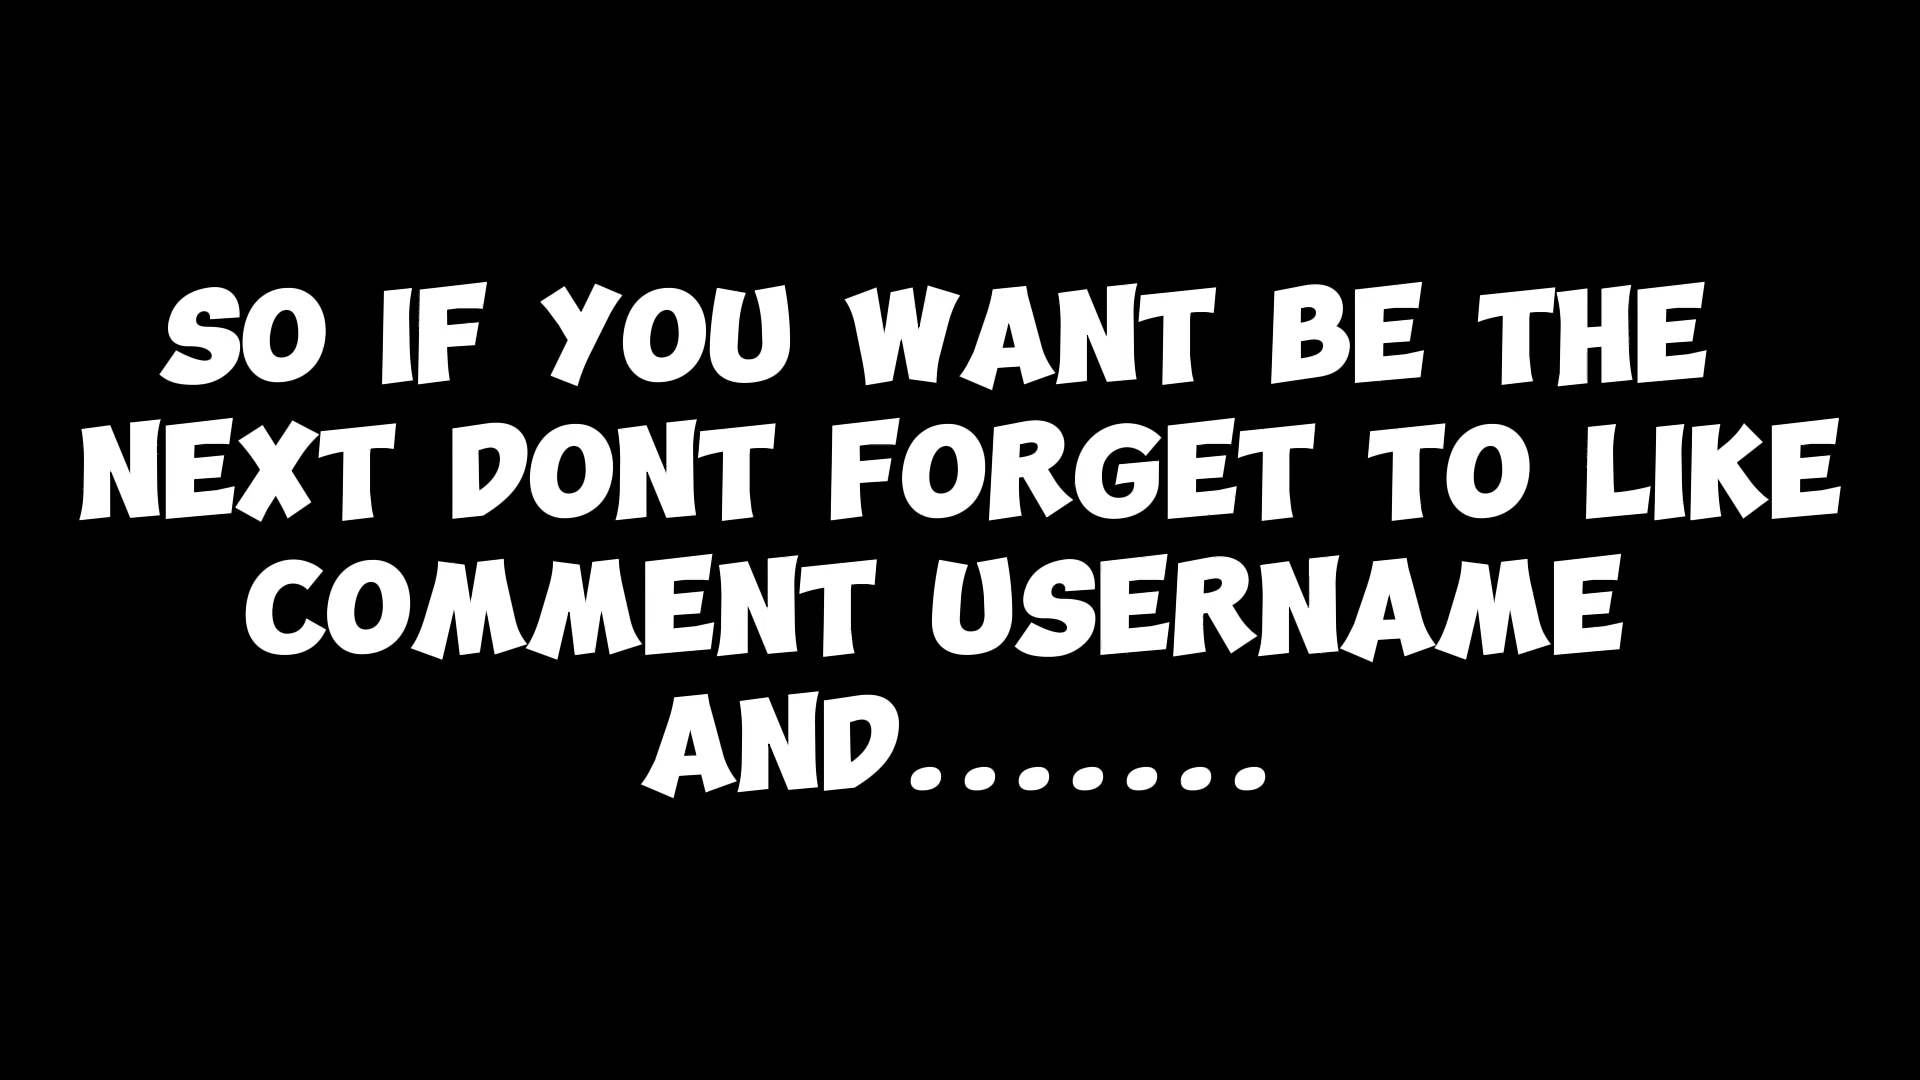 SO IF YOU WANT BE THE
NEXT DONT FORGET TO LIKE
COMMENT USERNAME
AND.......